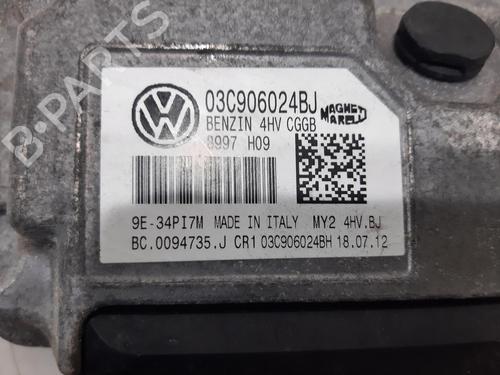 B-PARTS
03C906024BJ
MAGNETI MARELLI
BENZIN 4HV CGGB
8997 H09
9E-34PI7M MADE IN ITALY MY2 4HV.BJ
BC.0094735.J CR1 03C906024BH 18.07.12